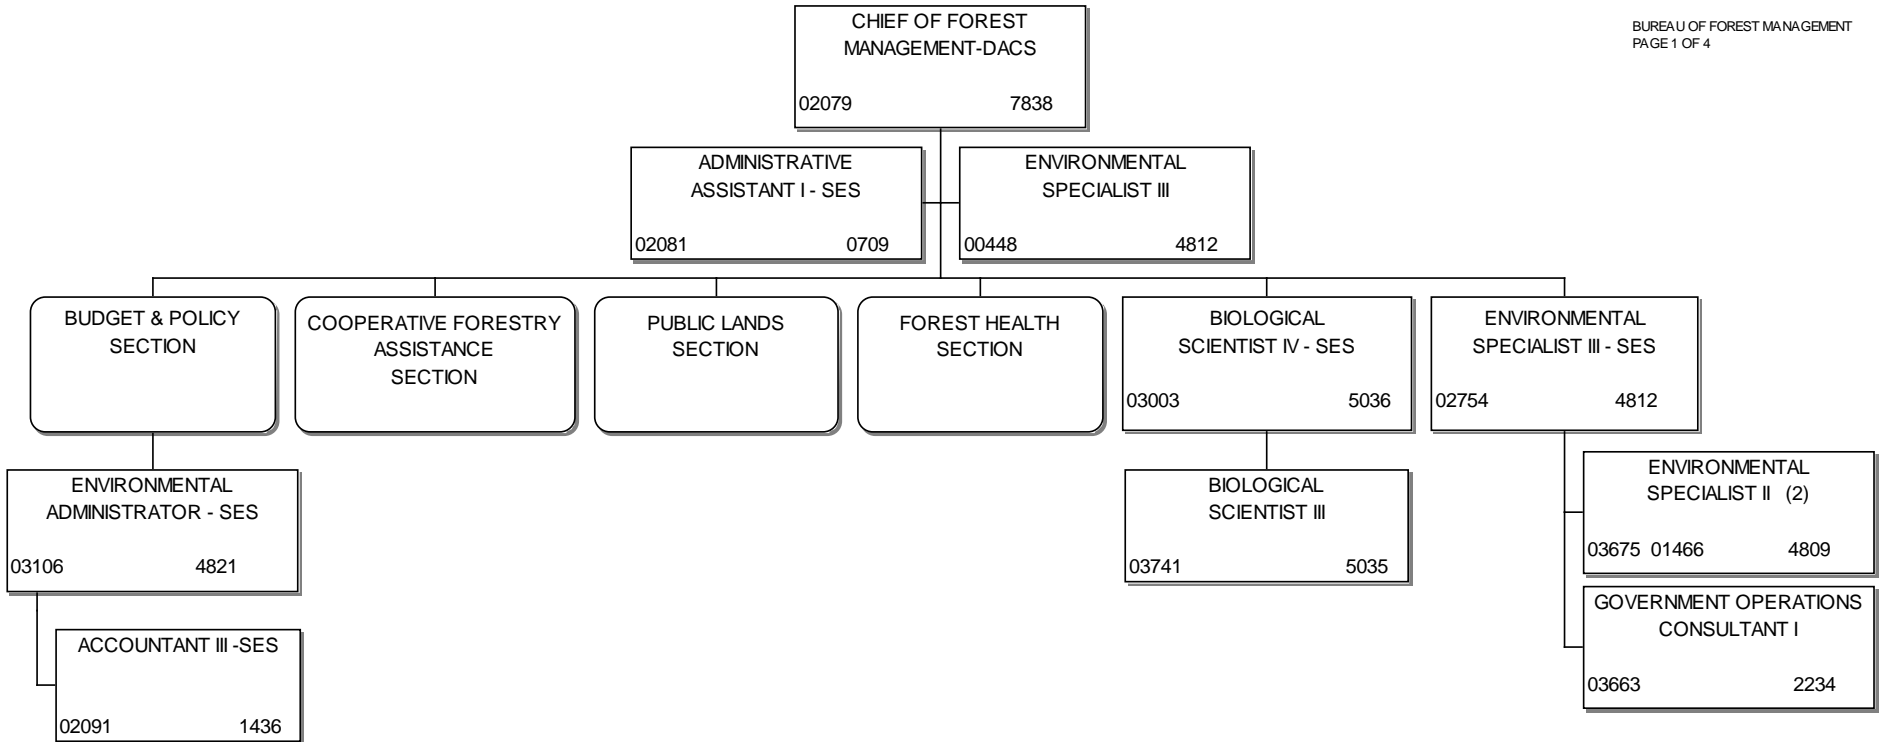 BUREAU OF FOREST MANAGEMENT
PAGE 1 OF 4
CHIEF OF FOREST
MANAGEMENT-DACS
02079 7838
ADMINISTRATIVE
ASSISTANT I - SES
02081 0709
ENVIRONMENTAL
SPECIALIST III
00448 4812
BUDGET & POLICY
SECTION
COOPERATIVE FORESTRY
ASSISTANCE
SECTION
PUBLIC LANDS
SECTION
FOREST HEALTH
SECTION
BIOLOGICAL
SCIENTIST IV - SES
03003 5036
ENVIRONMENTAL
SPECIALIST III - SES
02754 4812
ENVIRONMENTAL
ADMINISTRATOR - SES
03106 4821
ACCOUNTANT III -SES
02091 1436
BIOLOGICAL
SCIENTIST III
03741 5035
ENVIRONMENTAL
SPECIALIST II (2)
03675 01466 4809
GOVERNMENT OPERATIONS
CONSULTANT I
03663 2234